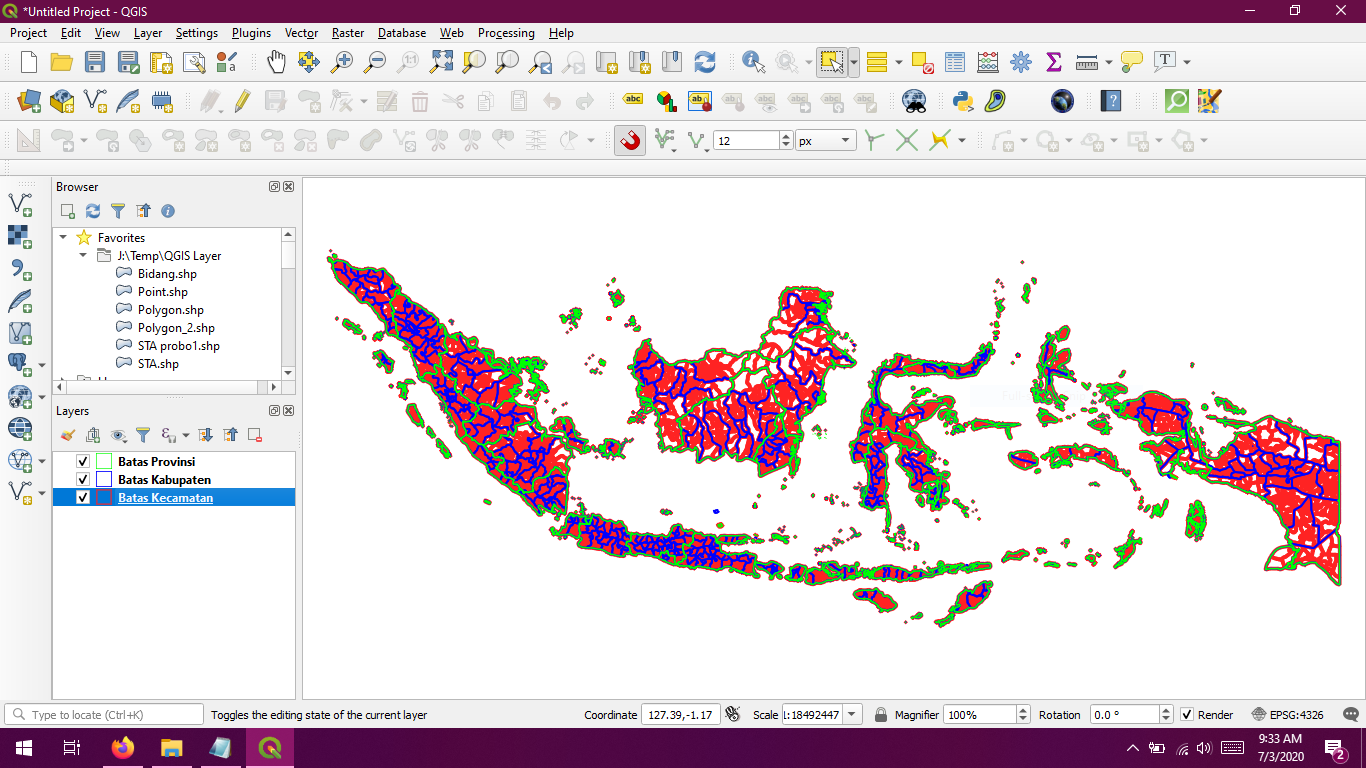 *Untitled Project - QGIS
Project Edit View Layer Settings Plugins Vector Raster Database Web Processing Help
abc
abc
ab
12
px
Browser
Favorites
J:\Temp\QGIS Layer
Bidang.shp
Point.shp
Polygon.shp
Polygon_2.shp
STA probo1.shp
STA.shp
Layers
Batas Provinsi
Batas Kabupaten
Batas Kecamatan
Type to locate (Ctrl+K)
Toggles the editing state of the current layer
Coordinate 127.39,-1.17
Scale 1:18492447
Magnifier 100%
Rotation 0.0 °
Render
EPSG:4326
9:33 AM
7/3/2020
2